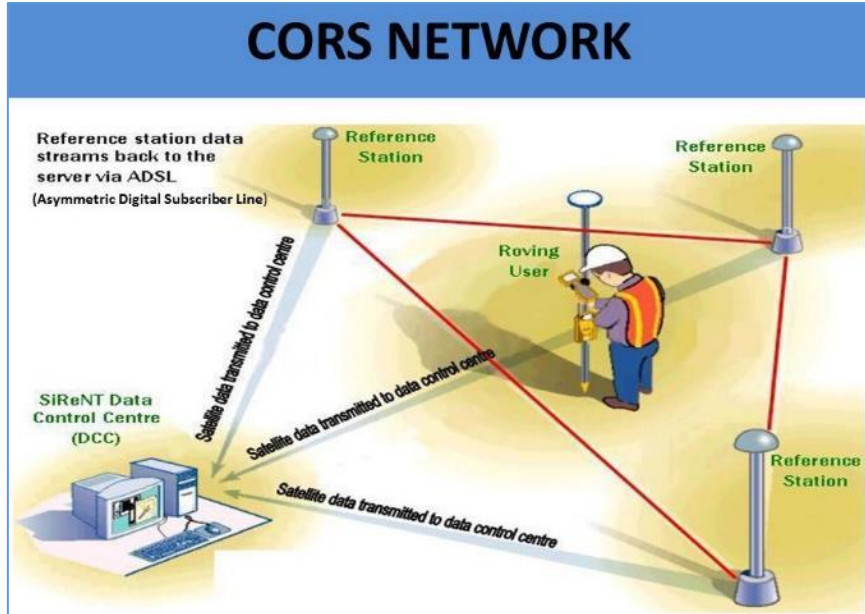 CORS NETWORK
Reference station data
streams back to the
server via ADSL
(Asymmetric Digital Subscriber Line)
Reference
Station
Reference
Station
Roving
User
Satellite data transmitted to data control centre
Satellite data transmitted to data control centre
SiReNT Data
Control Centre
(DCC)
Satellite data transmitted to data control centre
Reference
Station